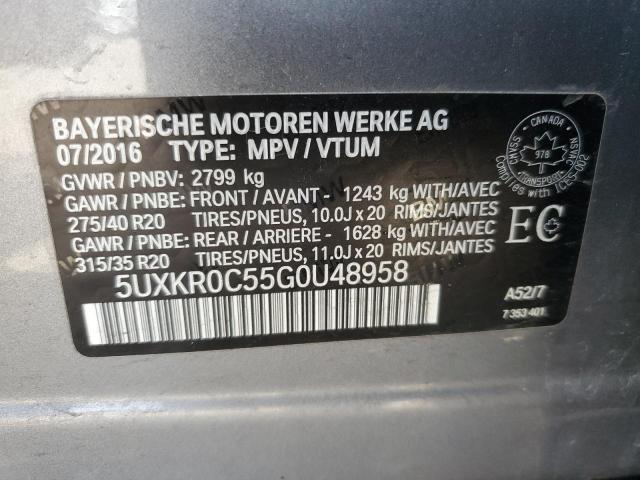 BAYERISCHE MOTOREN WERKE AG
07/2016 TYPE: MPV / VTUM
GVWR / PNBV: 2799 kg
GAWR / PNBE: FRONT / AVANT - 1243 kg WITH/AVEC
275/40 R20 TIRES/PNEUS, 10.0J x 20 RIMS/JANTES
GAWR / PNBE: REAR / ARRIERE - 1628 kg WITH/AVEC
315/35 R20 TIRES/PNEUS, 11.0J x 20 RIMS/JANTES
5UXKR0C55G0U48958
CANADA
978
TRANSPORT
EC
A52/7
7 353 401